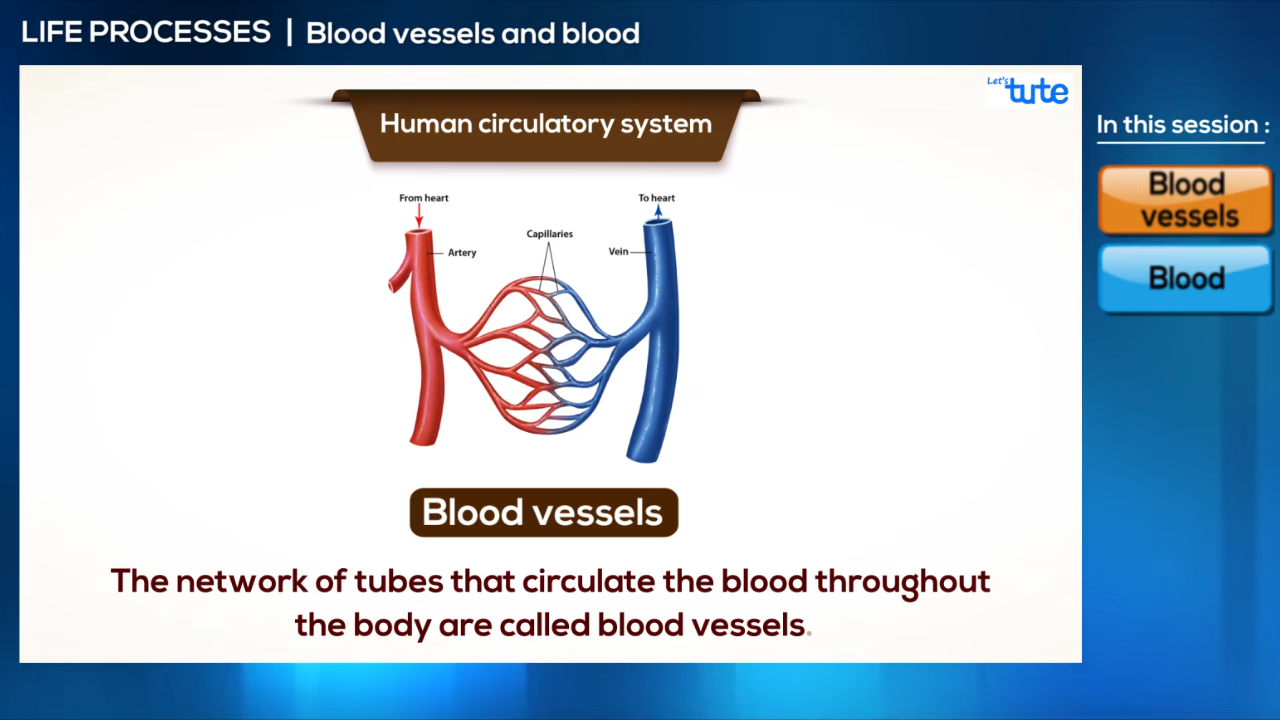 LIFE PROCESSES | Blood vessels and blood
Let's tute
In this session :
Blood
vessels
Blood
Human circulatory system
From heart
To heart
Capillaries
Artery
Vein
Blood vessels
The network of tubes that circulate the blood throughout
the body are called blood vessels.